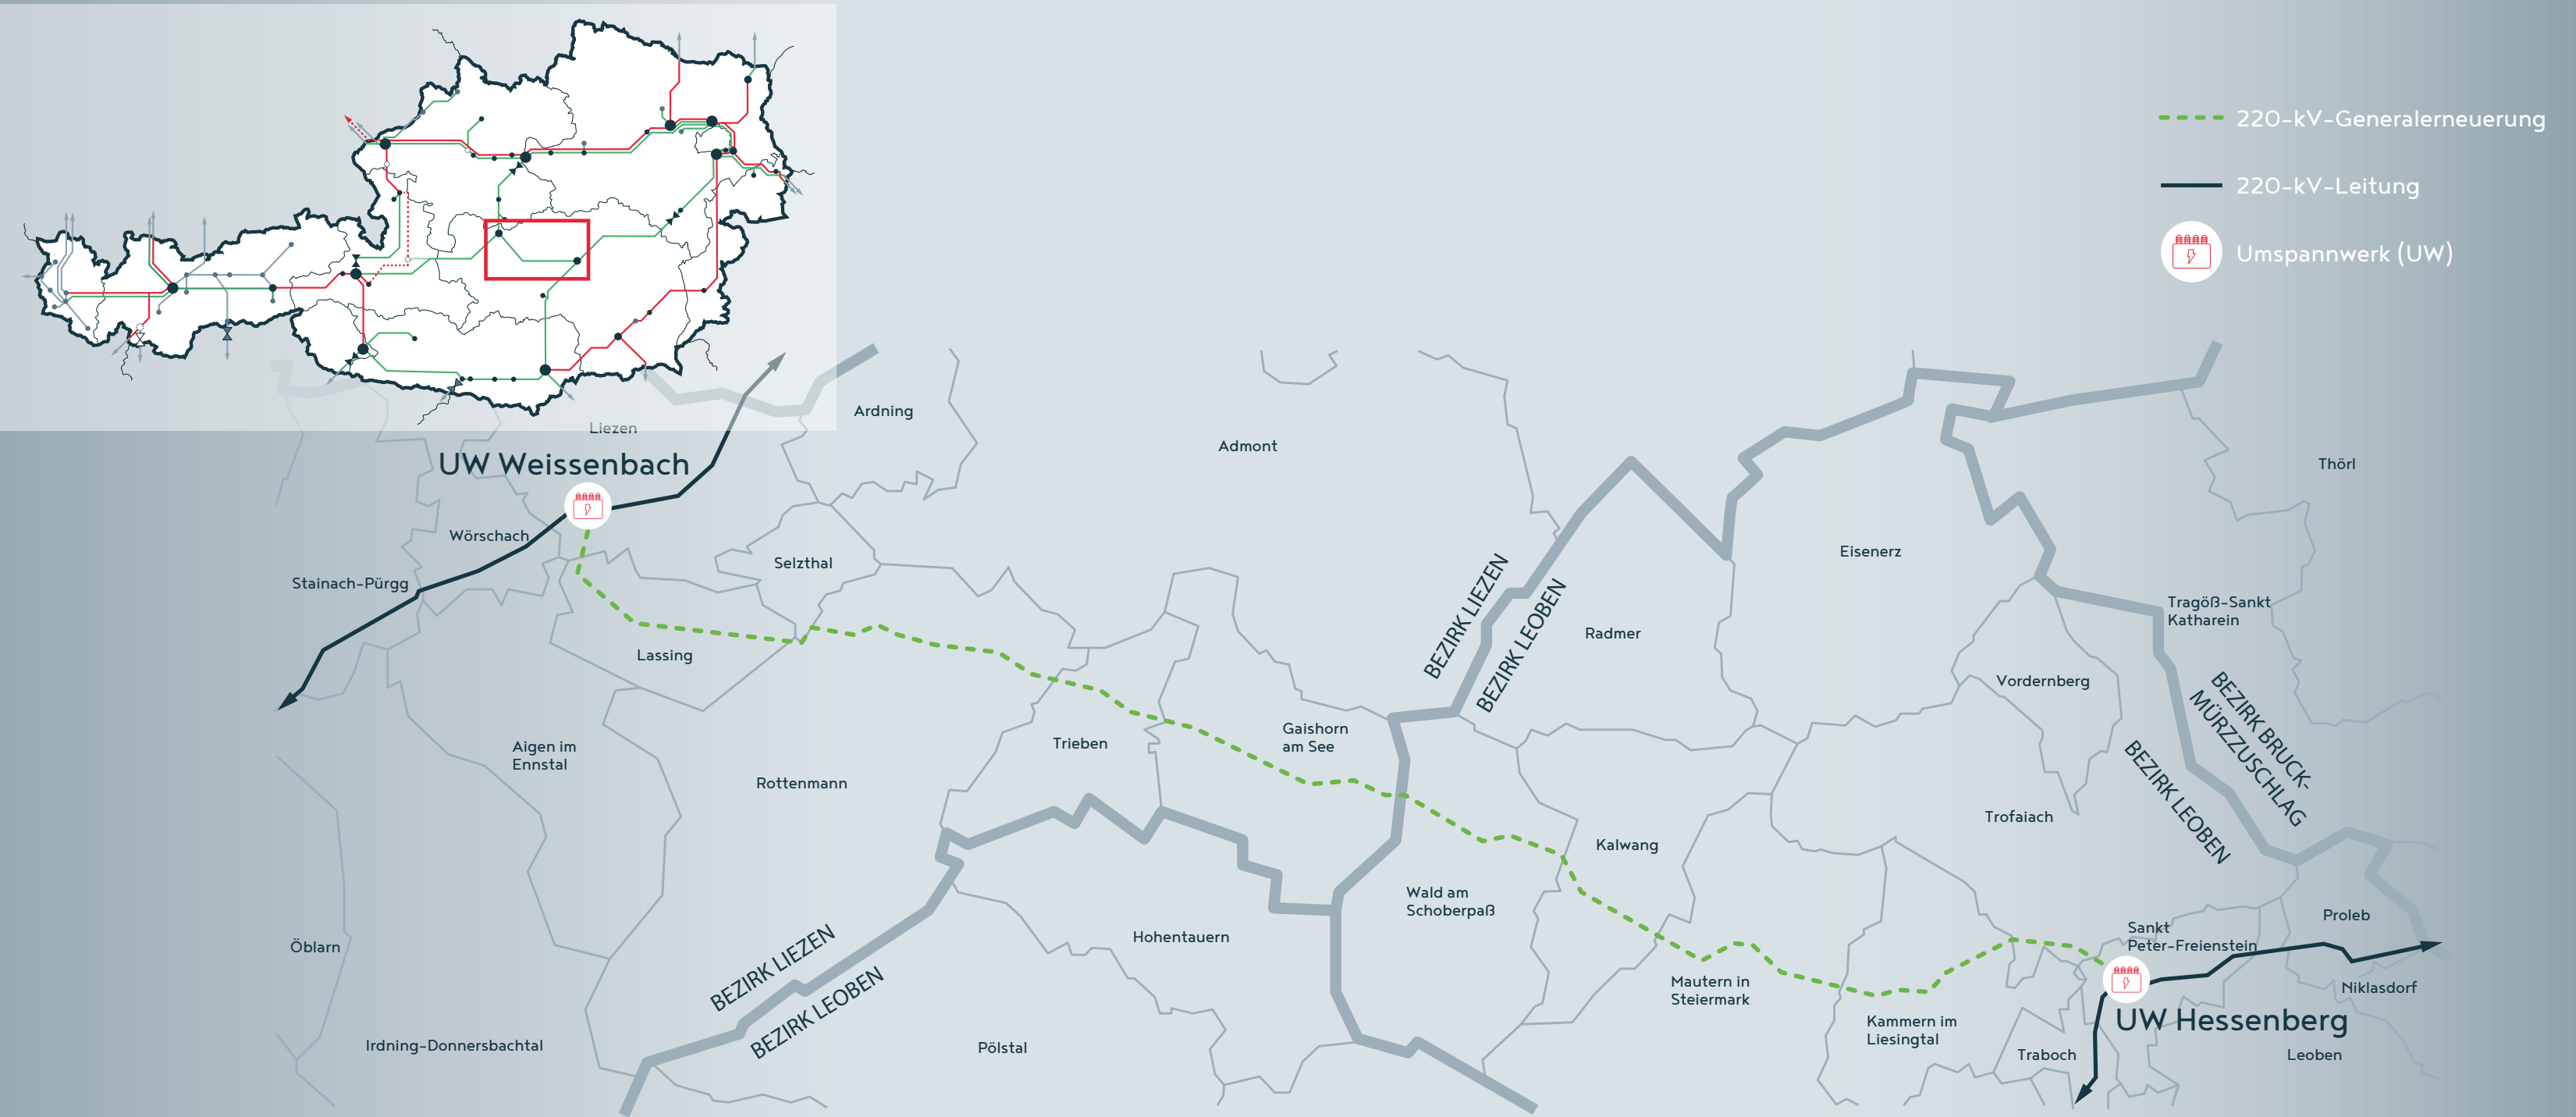 220-kV-Generalerneuerung
220-kV-Leitung
Umspannwerk (UW)
Liezen
Ardning
Admont
UW Weissenbach
Thörl
Wörschach
Selzthal
Eisenerz
Stainach-Pürgg
BEZIRK LIEZEN
BEZIRK LEOBEN
Radmer
Tragöß-Sankt
Katharein
Lassing
Vordernberg
BEZIRK BRUCK-
MÜRZZUSCHLAG
BEZIRK LEOBEN
Aigen im
Ennstal
Trieben
Gaishorn
am See
Rottenmann
Trofaiach
Kalwang
Wald am
Schoberpaß
Öblarn
BEZIRK LIEZEN
BEZIRK LEOBEN
Hohentauern
Sankt
Peter-Freienstein
Proleb
Mautern in
Steiermark
Niklasdorf
UW Hessenberg
Irdning-Donnersbachtal
Pölstal
Kammern im
Liesingtal
Traboch
Leoben